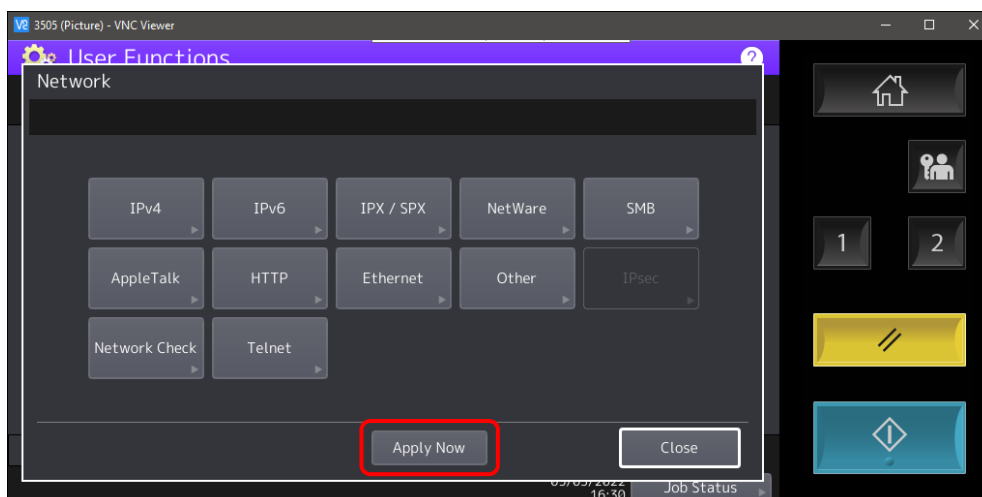 V2 3505 (Picture) - VNC Viewer
User Functions
?
Network
IPv4 IPv6 IPX / SPX NetWare SMB
AppleTalk HTTP Ethernet Other IPsec
Network Check Telnet
Apply Now Close
16:30 Job Status
1 2